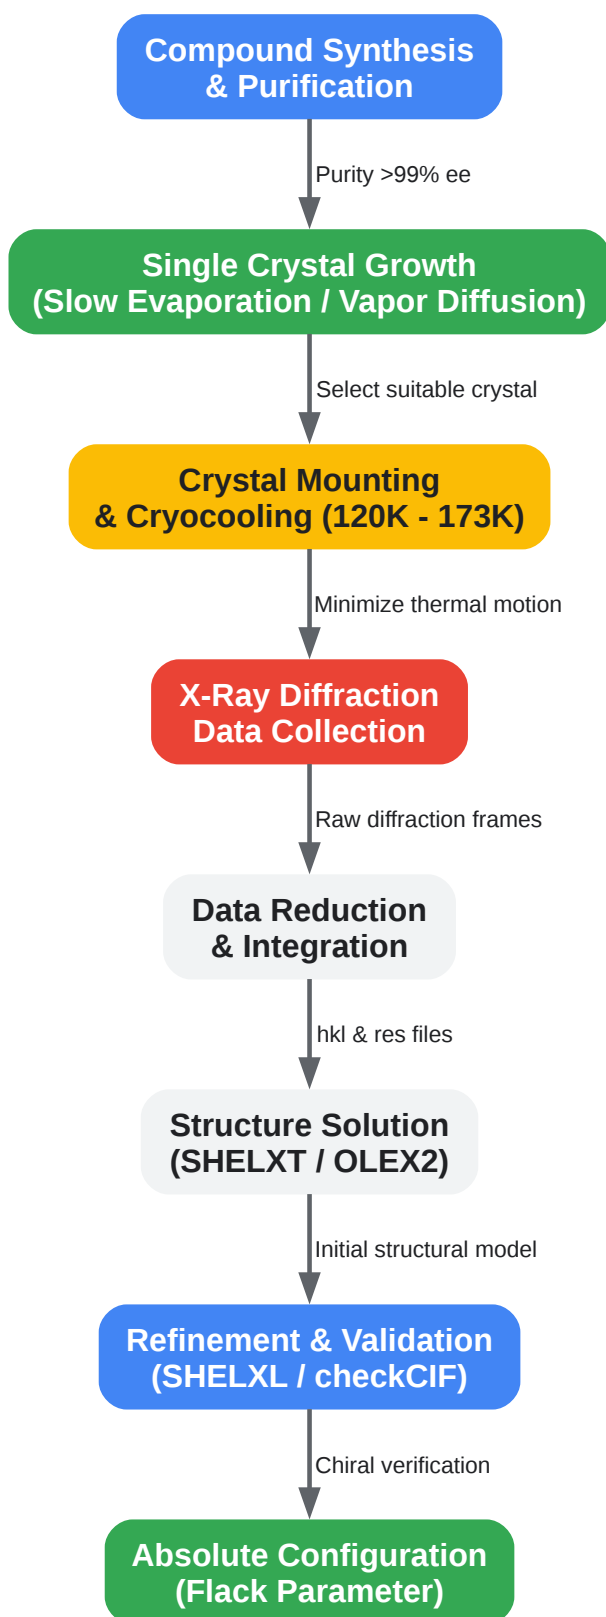 Compound Synthesis
& Purification
Purity >99% ee
Single Crystal Growth
(Slow Evaporation / Vapor Diffusion)
Select suitable crystal
Crystal Mounting
& Cryocooling (120K - 173K)
Minimize thermal motion
X-Ray Diffraction
Data Collection
Raw diffraction frames
Data Reduction
& Integration
hkl & res files
Structure Solution
(SHELXT / OLEX2)
Initial structural model
Refinement & Validation
(SHELXL / checkCIF)
Chiral verification
Absolute Configuration
(Flack Parameter)